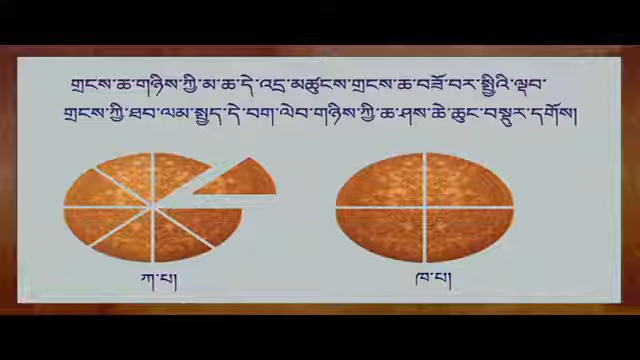 གྲངས་ཆ་གཉིས་ཀྱི་མ་ཆ་དེ་འདྲ་མཚུངས་གྲངས་ཆ་བཟོ་བར་སྤྱིའི་ལྡབ་
གྲངས་ཀྱི་ཐབ་ལམ་སྤྱད་དེ་བག་ལེབ་གཉིས་ཀྱི་ཆ་ཤས་ཆེ་ཆུང་བསྡུར་དགོས།
ཀ་པ། ཁ་པ།